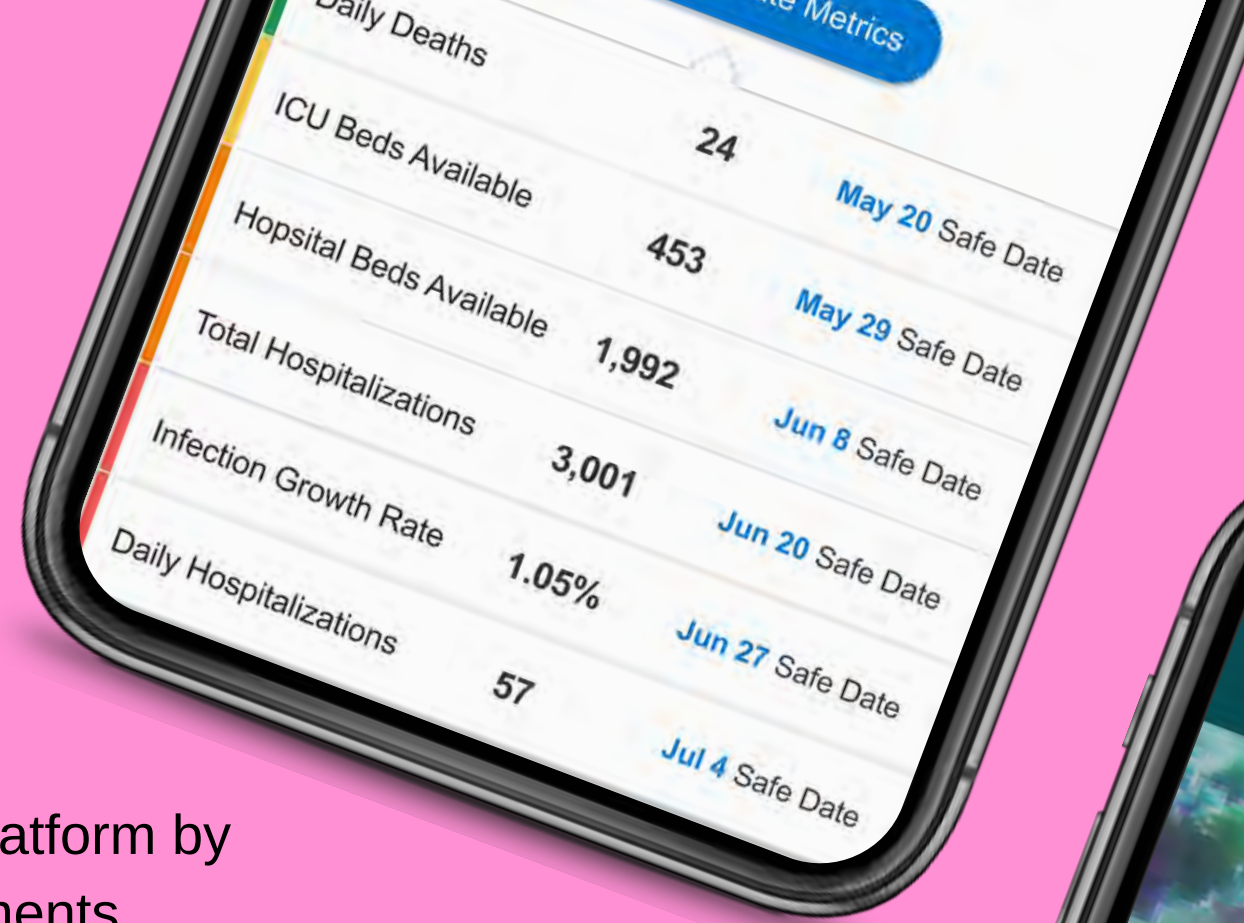 te Metrics
Daily Deaths 24 May 20 Safe Date
ICU Beds Available 453 May 29 Safe Date
Hopsital Beds Available 1,992 Jun 8 Safe Date
Total Hospitalizations 3,001 Jun 20 Safe Date
Infection Growth Rate 1.05% Jun 27 Safe Date
Daily Hospitalizations 57 Jul 4 Safe Date
atform by